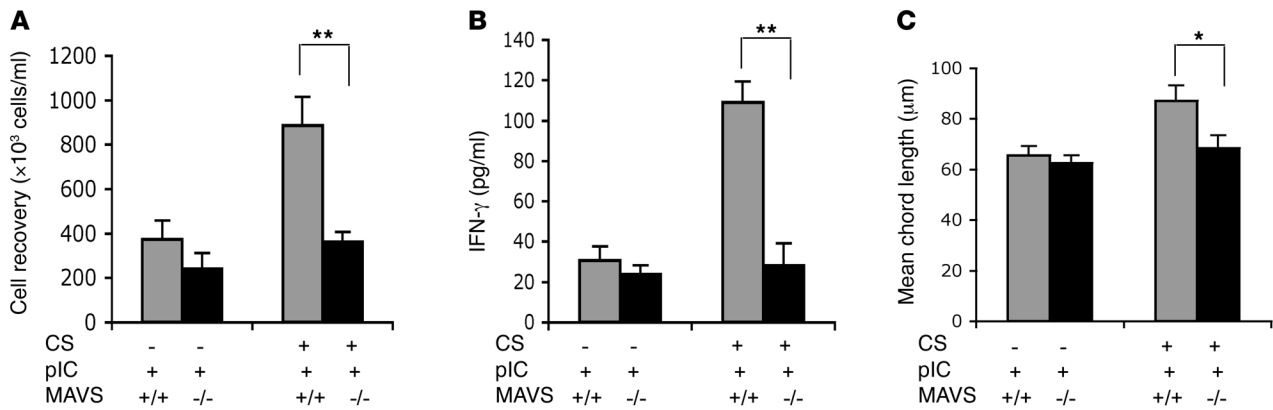 A
Cell recovery (×10³ cells/ml)
1200
1000
800
600
400
200
0
**
CS - - + +
pIC + + + +
MAVS +/+ -/- +/+ -/-
B
IFN-γ (pg/ml)
140
120
100
80
60
40
20
0
**
CS - - + +
pIC + + + +
MAVS +/+ -/- +/+ -/-
C
Mean chord length (μm)
100
80
60
40
20
0
*
CS - - + +
pIC + + + +
MAVS +/+ -/- +/+ -/-